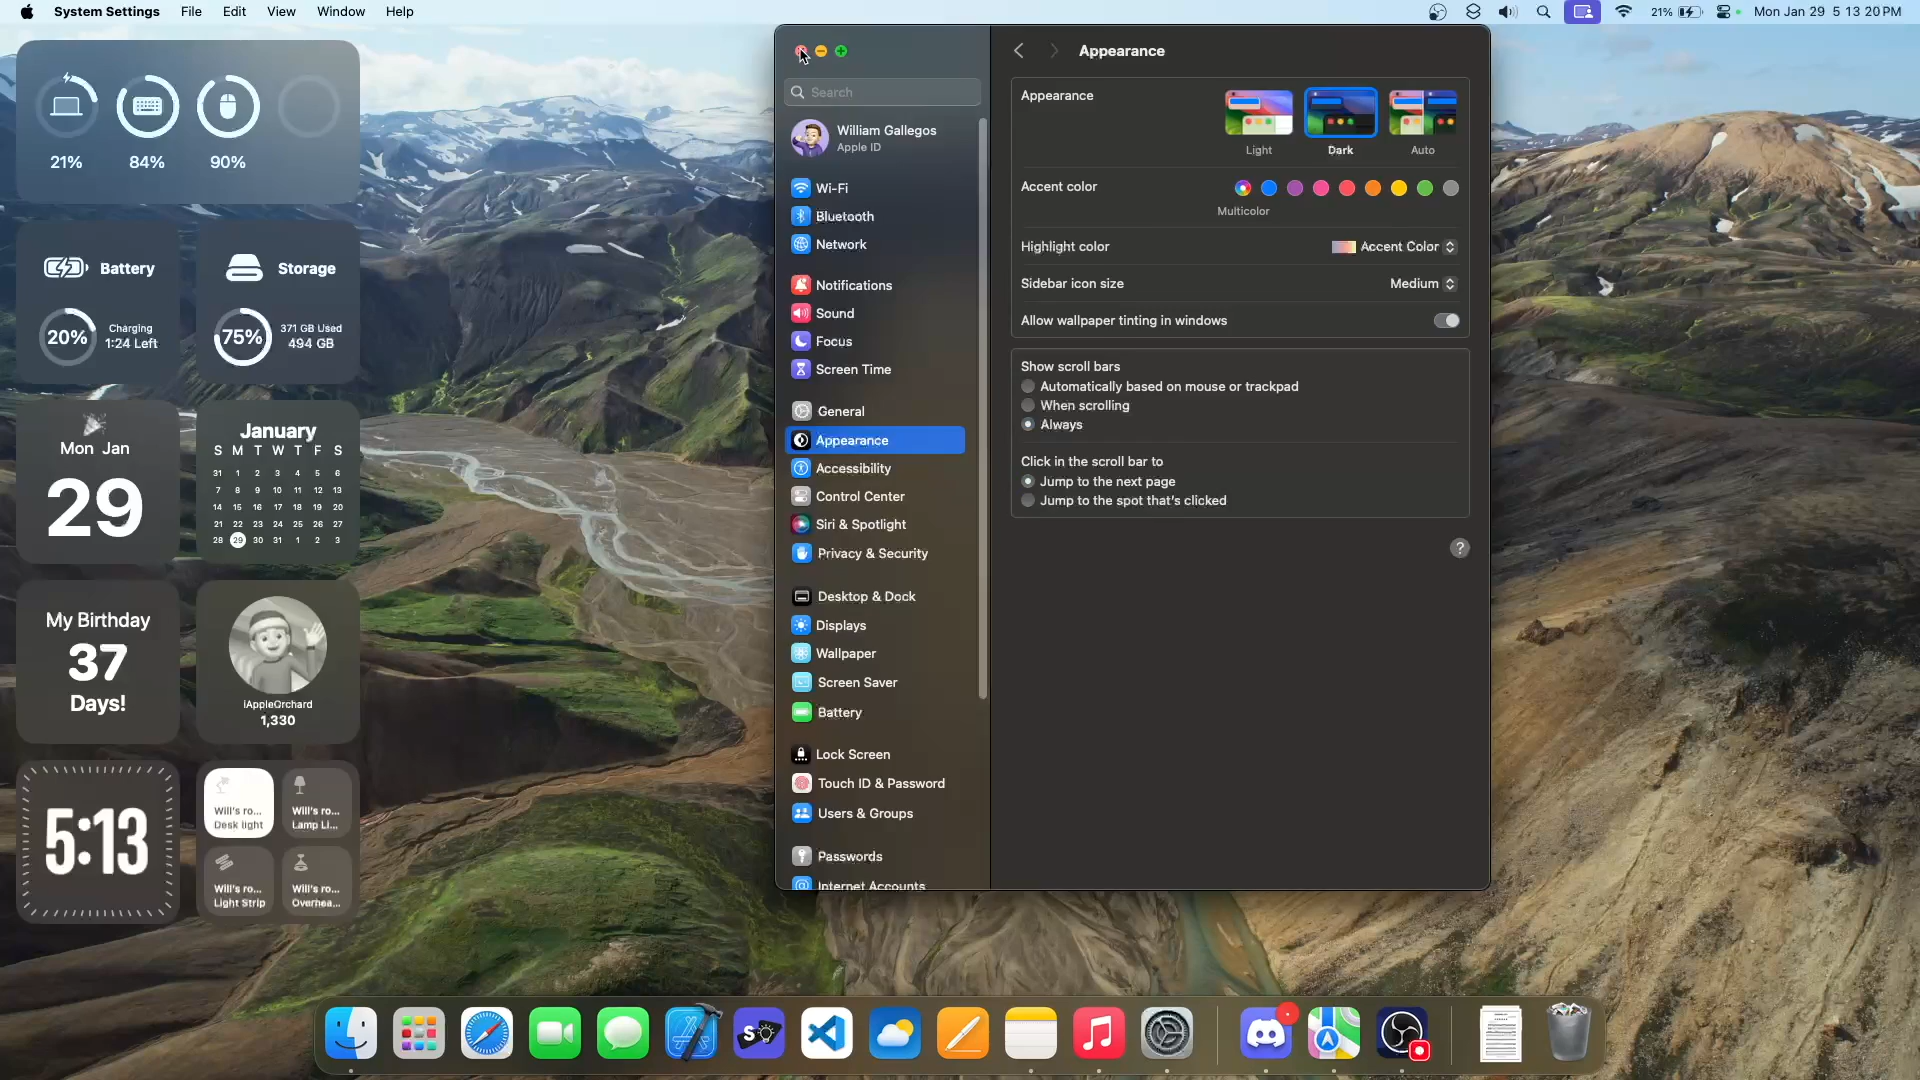 System Settings File Edit View Window Help
21% Mon Jan 29 5 13 20 PM
21% 84% 90%
Battery
20%
Charging
1:24 Left
Storage
75%
371 GB Used
494 GB
Mon Jan
29
January
S M T W T F S
31 1 2 3 4 5 6
7 8 9 10 11 12 13
14 15 16 17 18 19 20
21 22 23 24 25 26 27
28 29 30 31 1 2 3
My Birthday
37
Days!
iAppleOrchard
1,330
5:13
Will's ro...
Desk light
Will's ro...
Lamp Li...
Will's ro...
Light Strip
Will's ro...
Overhea...
Search
William Gallegos
Apple ID
Wi-Fi
Bluetooth
Network
Notifications
Sound
Focus
Screen Time
General
Appearance
Accessibility
Control Center
Siri & Spotlight
Privacy & Security
Desktop & Dock
Displays
Wallpaper
Screen Saver
Battery
Lock Screen
Touch ID & Password
Users & Groups
Passwords
Internet Accounts
Appearance
Appearance
Light Dark Auto
Accent color
Multicolor
Highlight color Accent Color
Sidebar icon size Medium
Allow wallpaper tinting in windows
Show scroll bars
Automatically based on mouse or trackpad
When scrolling
Always
Click in the scroll bar to
Jump to the next page
Jump to the spot that's clicked
?